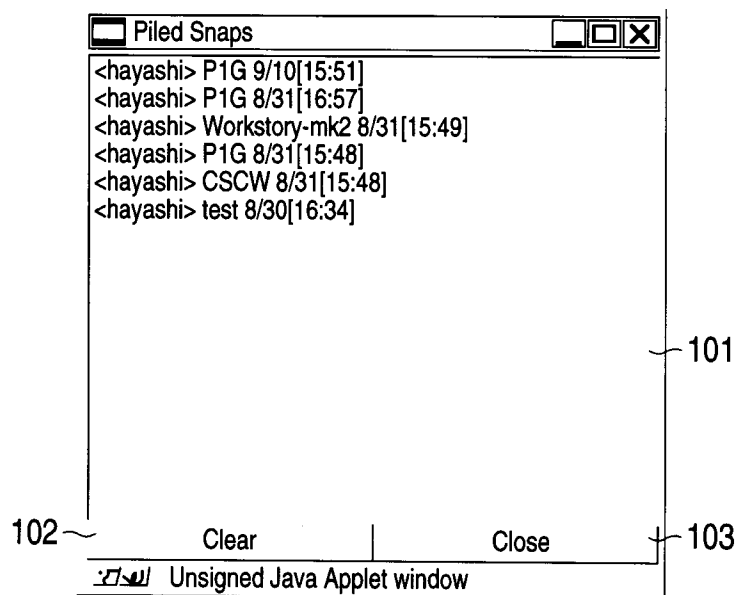 Piled Snaps
<hayashi> P1G 9/10[15:51]
<hayashi> P1G 8/31[16:57]
<hayashi> Workstory-mk2 8/31[15:49]
<hayashi> P1G 8/31[15:48]
<hayashi> CSCW 8/31[15:48]
<hayashi> test 8/30[16:34]
101
102 Clear Close 103
Unsigned Java Applet window